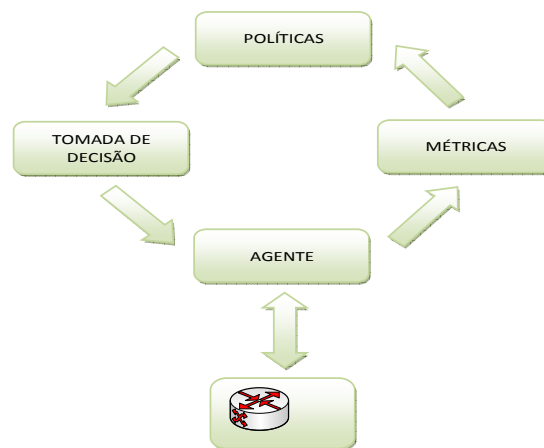 POLÍTICAS
TOMADA DE
DECISÃO
MÉTRICAS
AGENTE